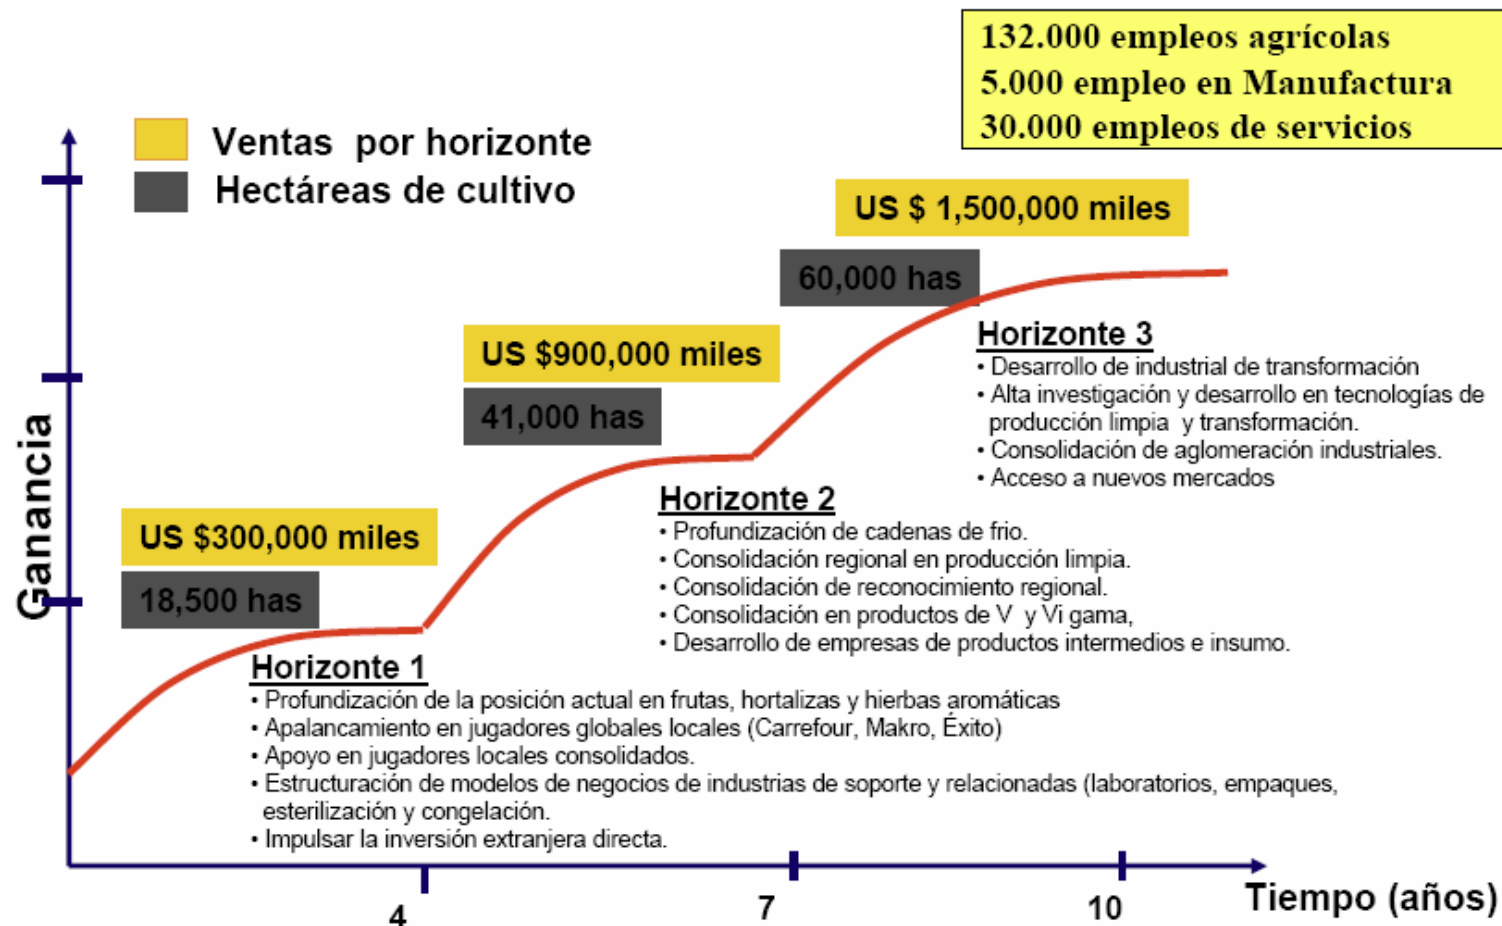 132.000 empleos agrícolas
5.000 empleo en Manufactura
30.000 empleos de servicios
Ventas por horizonte
Hectáreas de cultivo
US $ 1,500,000 miles
60,000 has
Horizonte 3
• Desarrollo de industrial de transformación
• Alta investigación y desarrollo en tecnologías de
producción limpia y transformación.
• Consolidación de aglomeración industriales.
• Acceso a nuevos mercados
US $900,000 miles
41,000 has
Horizonte 2
• Profundización de cadenas de frio.
• Consolidación regional en producción limpia.
• Consolidación de reconocimiento regional.
• Consolidación en productos de V y Vi gama,
• Desarrollo de empresas de productos intermedios e insumo.
US $300,000 miles
18,500 has
Horizonte 1
• Profundización de la posición actual en frutas, hortalizas y hierbas aromáticas
• Apalancamiento en jugadores globales locales (Carrefour, Makro, Éxito)
• Apoyo en jugadores locales consolidados.
• Estructuración de modelos de negocios de industrias de soporte y relacionadas (laboratorios, empaques,
esterilización y congelación.
• Impulsar la inversión extranjera directa.
Ganancia
4
7
10
Tiempo (años)